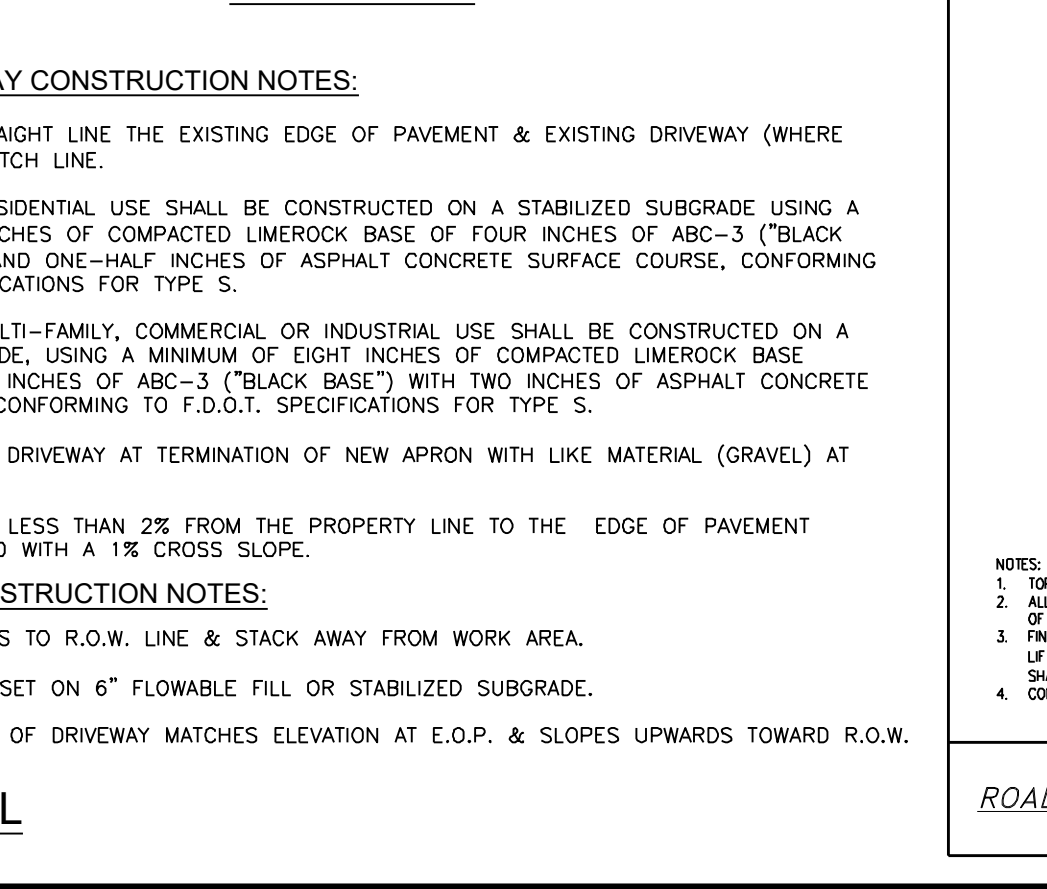 AY CONSTRUCTION NOTES:
AIGHT LINE THE EXISTING EDGE OF PAVEMENT & EXISTING DRIVEWAY (WHERE
TCH LINE.
SIDENTIAL USE SHALL BE CONSTRUCTED ON A STABILIZED SUBGRADE USING A
CHES OF COMPACTED LIMEROCK BASE OF FOUR INCHES OF ABC-3 ("BLACK
AND ONE-HALF INCHES OF ASPHALT CONCRETE SURFACE COURSE, CONFORMING
CATIONS FOR TYPE S.
LTI-FAMILY, COMMERCIAL OR INDUSTRIAL USE SHALL BE CONSTRUCTED ON A
DE, USING A MINIMUM OF EIGHT INCHES OF COMPACTED LIMEROCK BASE
INCHES OF ABC-3 ("BLACK BASE") WITH TWO INCHES OF ASPHALT CONCRETE
CONFORMING TO F.D.O.T. SPECIFICATIONS FOR TYPE S.
DRIVEWAY AT TERMINATION OF NEW APRON WITH LIKE MATERIAL (GRAVEL) AT
LESS THAN 2% FROM THE PROPERTY LINE TO THE EDGE OF PAVEMENT
D WITH A 1% CROSS SLOPE.
STRUCTION NOTES:
S TO R.O.W. LINE & STACK AWAY FROM WORK AREA.
SET ON 6" FLOWABLE FILL OR STABILIZED SUBGRADE.
OF DRIVEWAY MATCHES ELEVATION AT E.O.P. & SLOPES UPWARDS TOWARD R.O.W.
L
NOTES:
1. TOP
2. ALL
OF
3. FIN
LIF
SHA
4. CO
ROAD